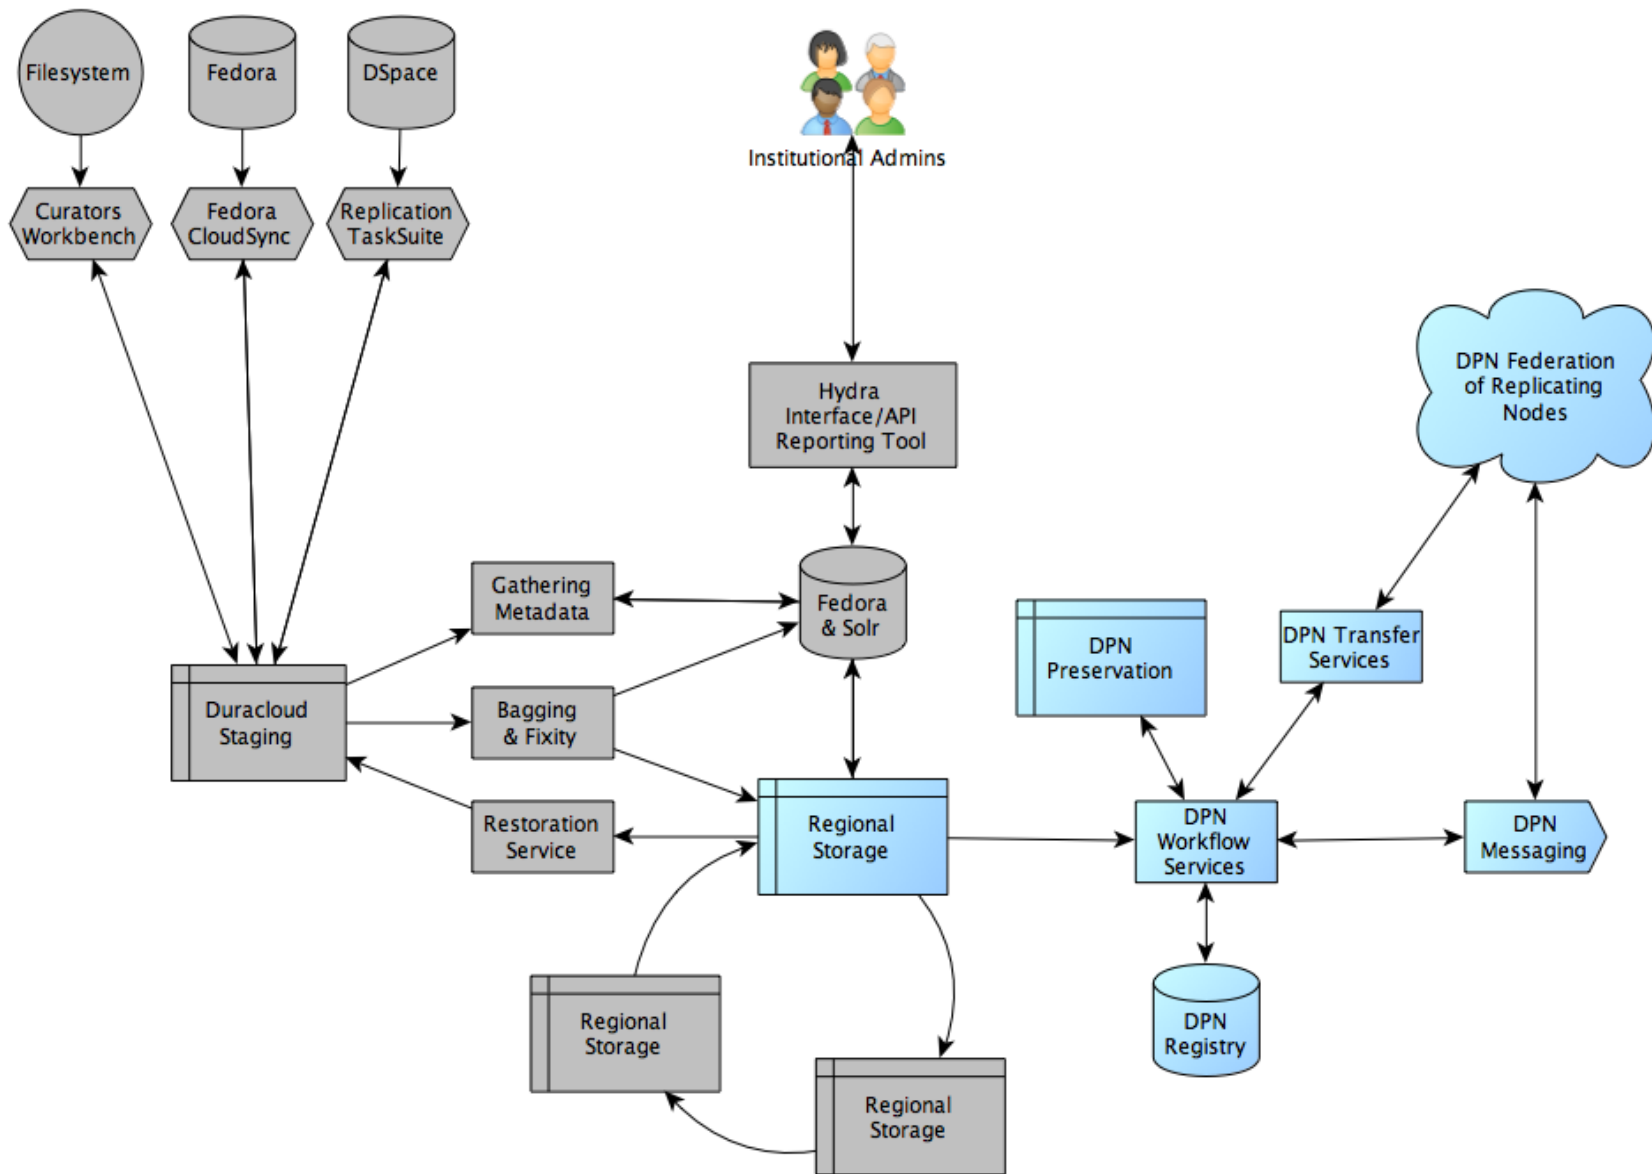 Filesystem
Fedora
DSpace
Institutional Admins
Curators
Workbench
Fedora
CloudSync
Replication
TaskSuite
Hydra
Interface/API
Reporting Tool
DPN Federation
of Replicating
Nodes
Gathering
Metadata
Fedora
& Solr
DPN
Preservation
DPN Transfer
Services
Duracloud
Staging
Bagging
& Fixity
Restoration
Service
Regional
Storage
DPN
Workflow
Services
DPN
Messaging
Regional
Storage
DPN
Registry
Regional
Storage